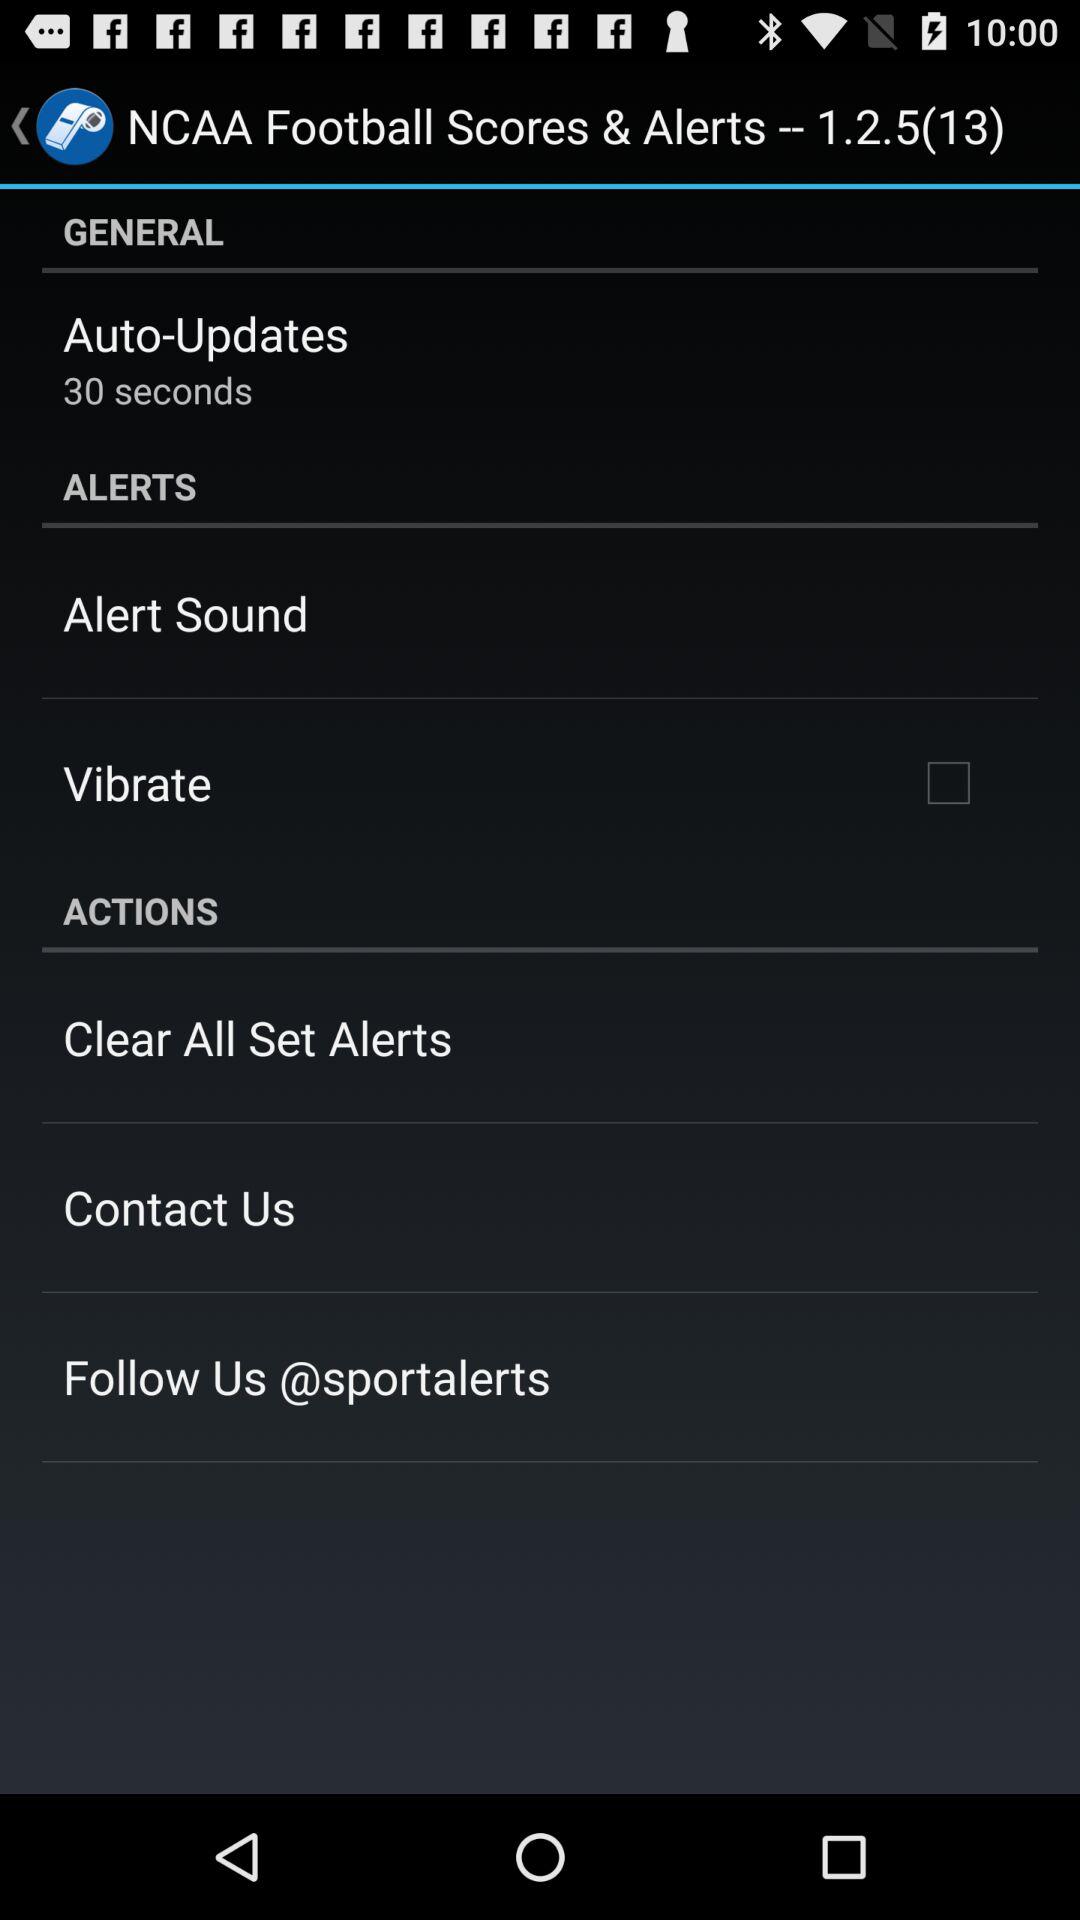 10:00
NCAA Football Scores & Alerts -- 1.2.5(13)
GENERAL
Auto-Updates
30 seconds
ALERTS
Alert Sound
Vibrate
ACTIONS
Clear All Set Alerts
Contact Us
Follow Us @sportalerts